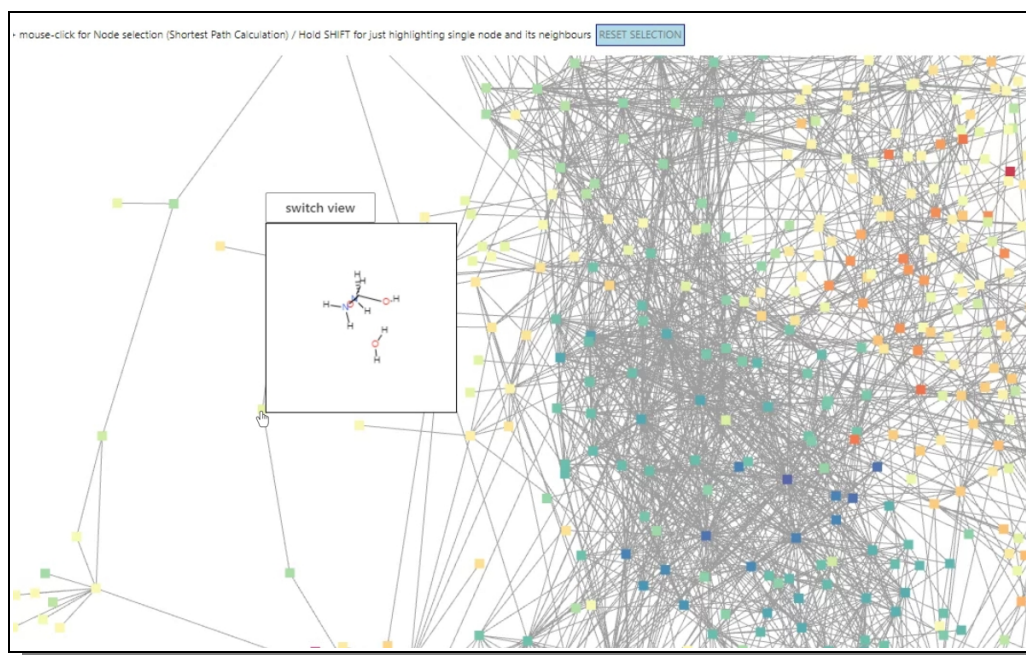 mouse-click for Node selection (Shortest Path Calculation) / Hold SHIFT for just highlighting single node and its neighbours RESET SELECTION
switch view
H
H
H N N O H
H
H
H
O
H